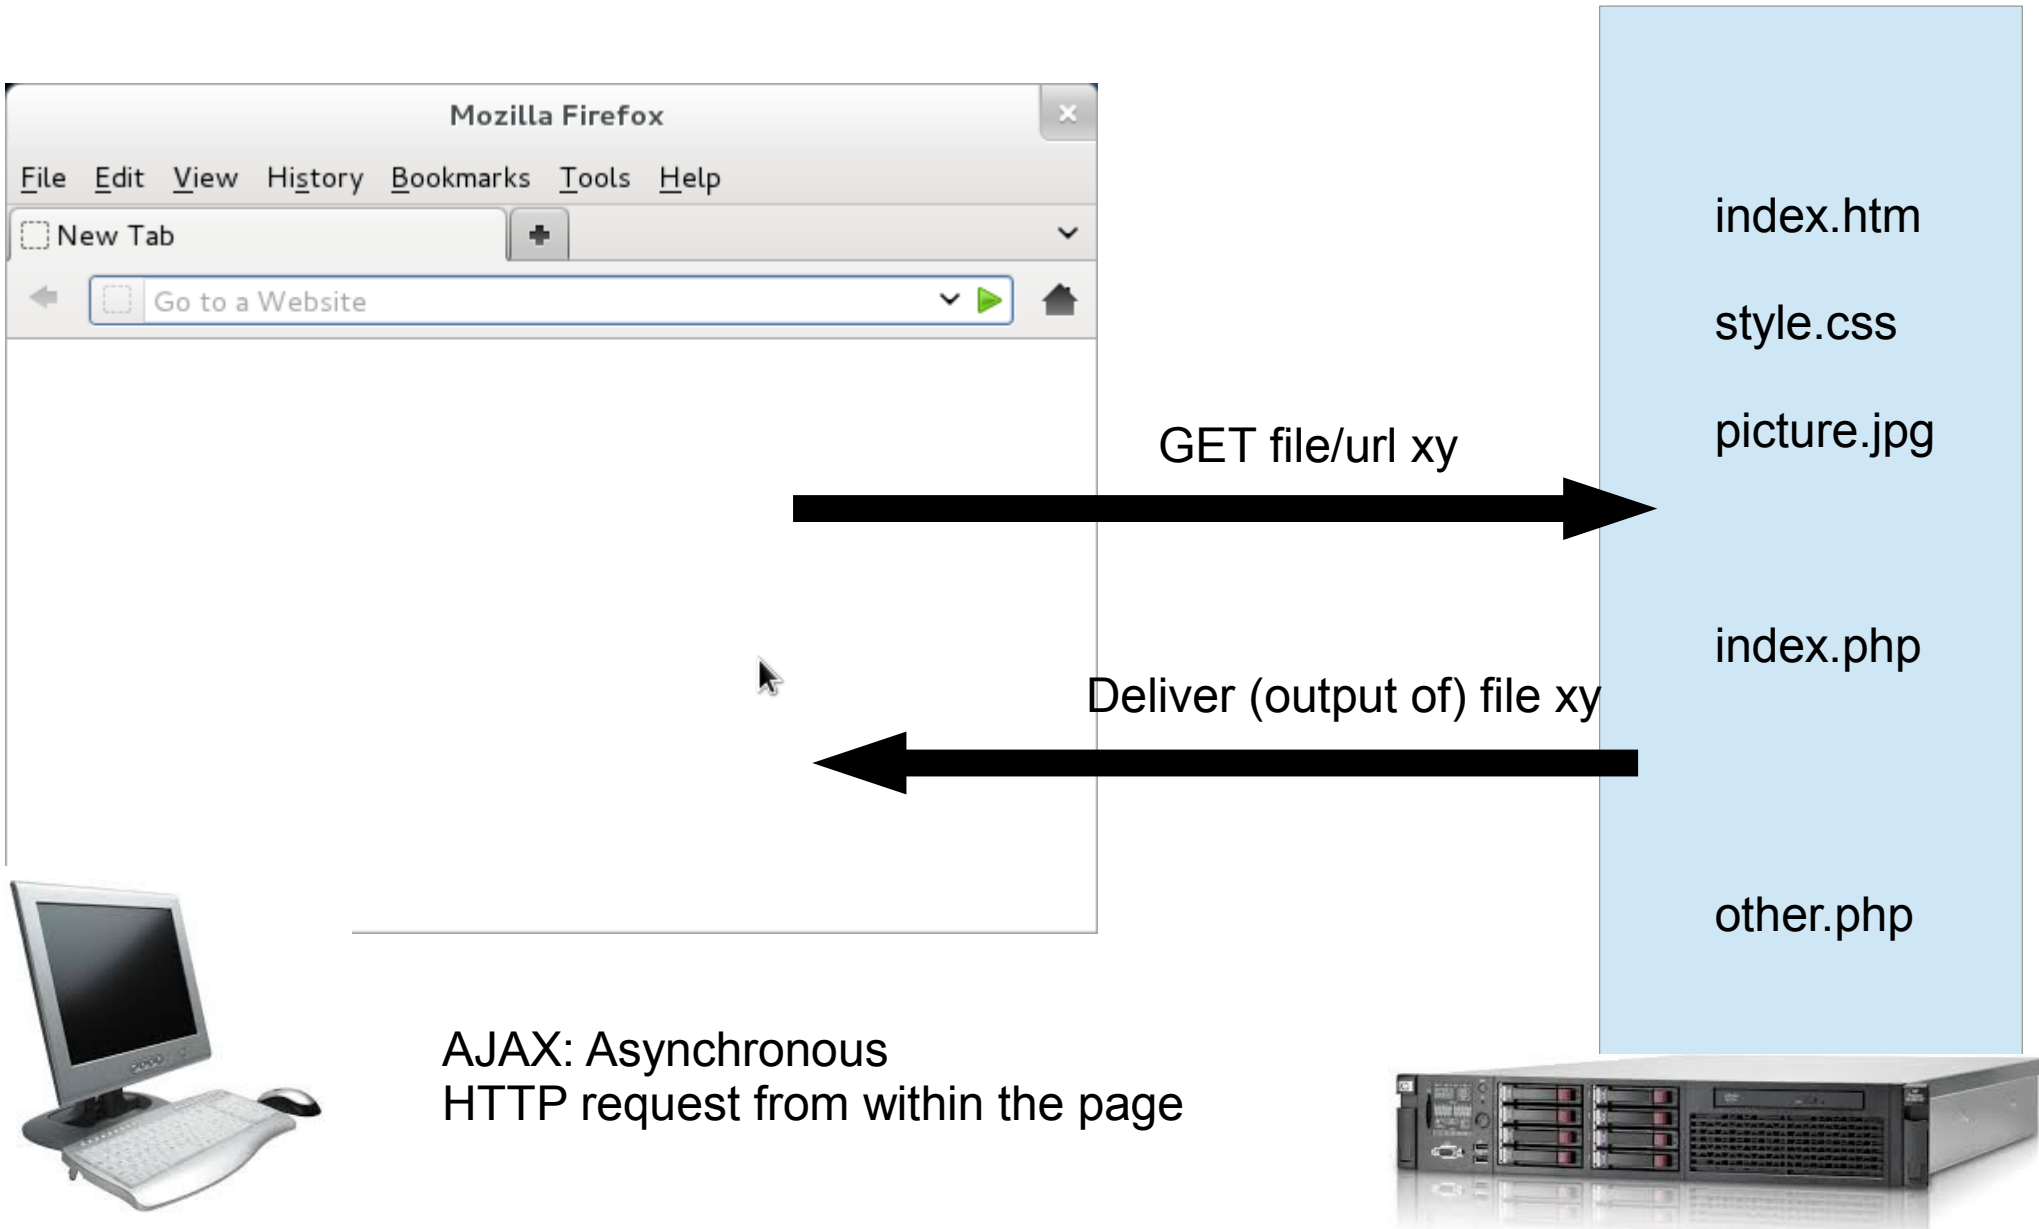 Mozilla Firefox
File Edit View History Bookmarks Tools Help
New Tab
Go to a Website
index.htm
style.css
picture.jpg
GET file/url xy
index.php
Deliver (output of) file xy
other.php
AJAX: Asynchronous
HTTP request from within the page